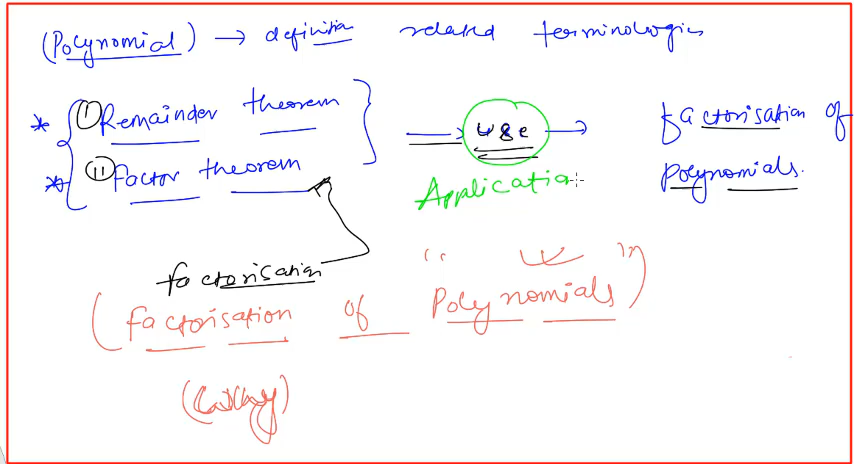 (Polynomial) → definition related terminologies
* (I) Remainder theorem
* (II) Factor theorem
⟹ use → factorisation of polynomials.
Application
factorisation
(factorisation of "Polynomials")